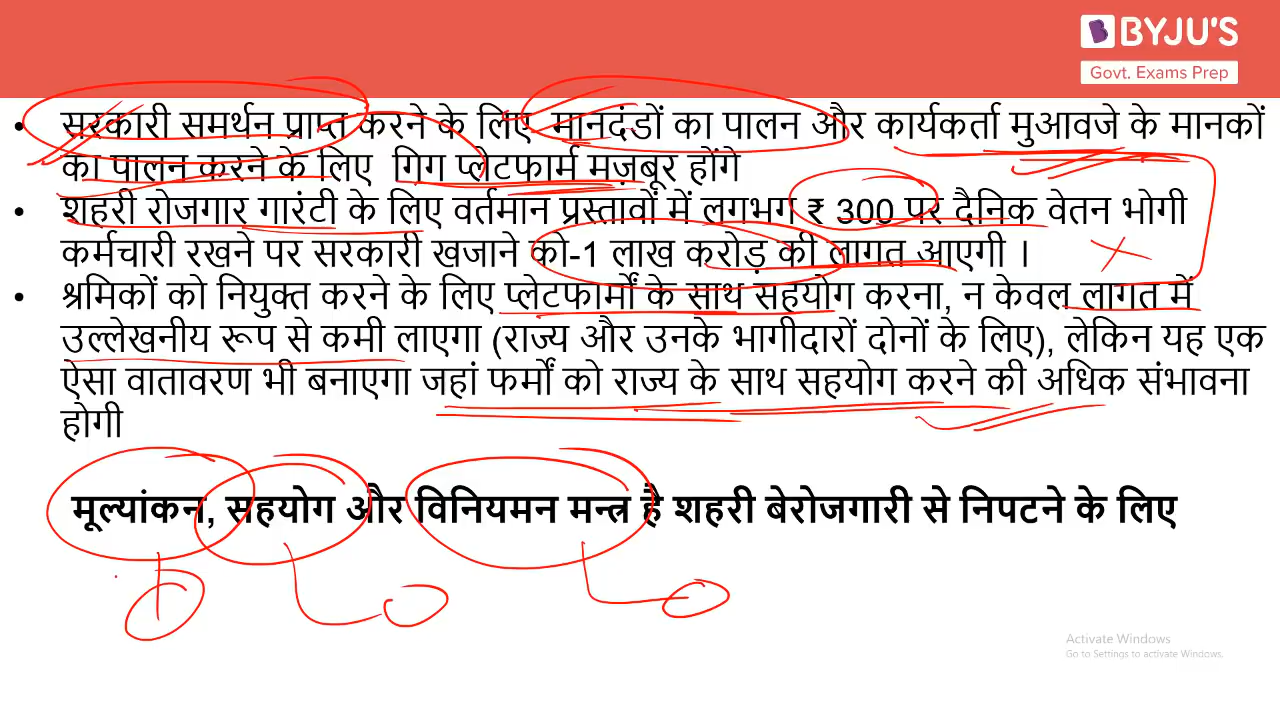 BYJU'S
Govt. Exams Prep
• सरकारी समर्थन प्राप्त करने के लिए मानदंडों का पालन और कार्यकर्ता मुआवजे के मानकों
का पालन करने के लिए गिग प्लेटफार्म मज़बूर होंगे
• शहरी रोजगार गारंटी के लिए वर्तमान प्रस्तावों में लगभग ₹ 300 पर दैनिक वेतन भोगी
कर्मचारी रखने पर सरकारी खजाने को-1 लाख करोड़ की लागत आएगी ।
• श्रमिकों को नियुक्त करने के लिए प्लेटफार्मों के साथ सहयोग करना, न केवल लागत में
उल्लेखनीय रूप से कमी लाएगा (राज्य और उनके भागीदारों दोनों के लिए), लेकिन यह एक
ऐसा वातावरण भी बनाएगा जहां फर्मों को राज्य के साथ सहयोग करने की अधिक संभावना
होगी
मूल्यांकन, सहयोग और विनियमन मन्त्र है शहरी बेरोजगारी से निपटने के लिए
Activate Windows
Go to Settings to activate Windows.